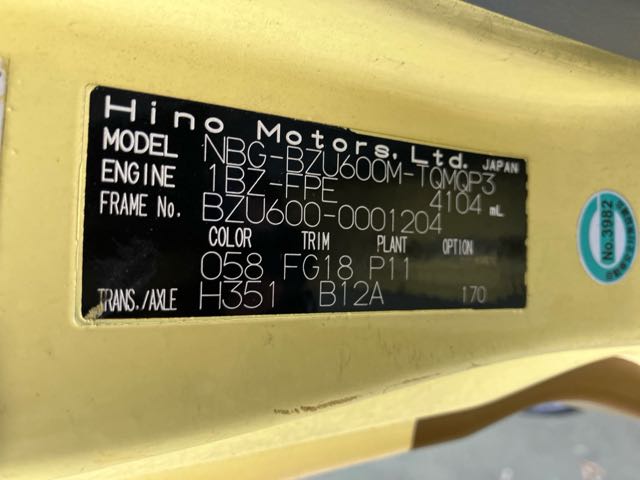 Hino Motors, Ltd. JAPAN
MODEL NBG-BZU600M-TQMQP3
ENGINE 1BZ-FPE 4104 mL
FRAME No. BZU600-0001204
COLOR TRIM PLANT OPTION
058 FG18 P11
TRANS./AXLE H351 B12A 170
No.3982